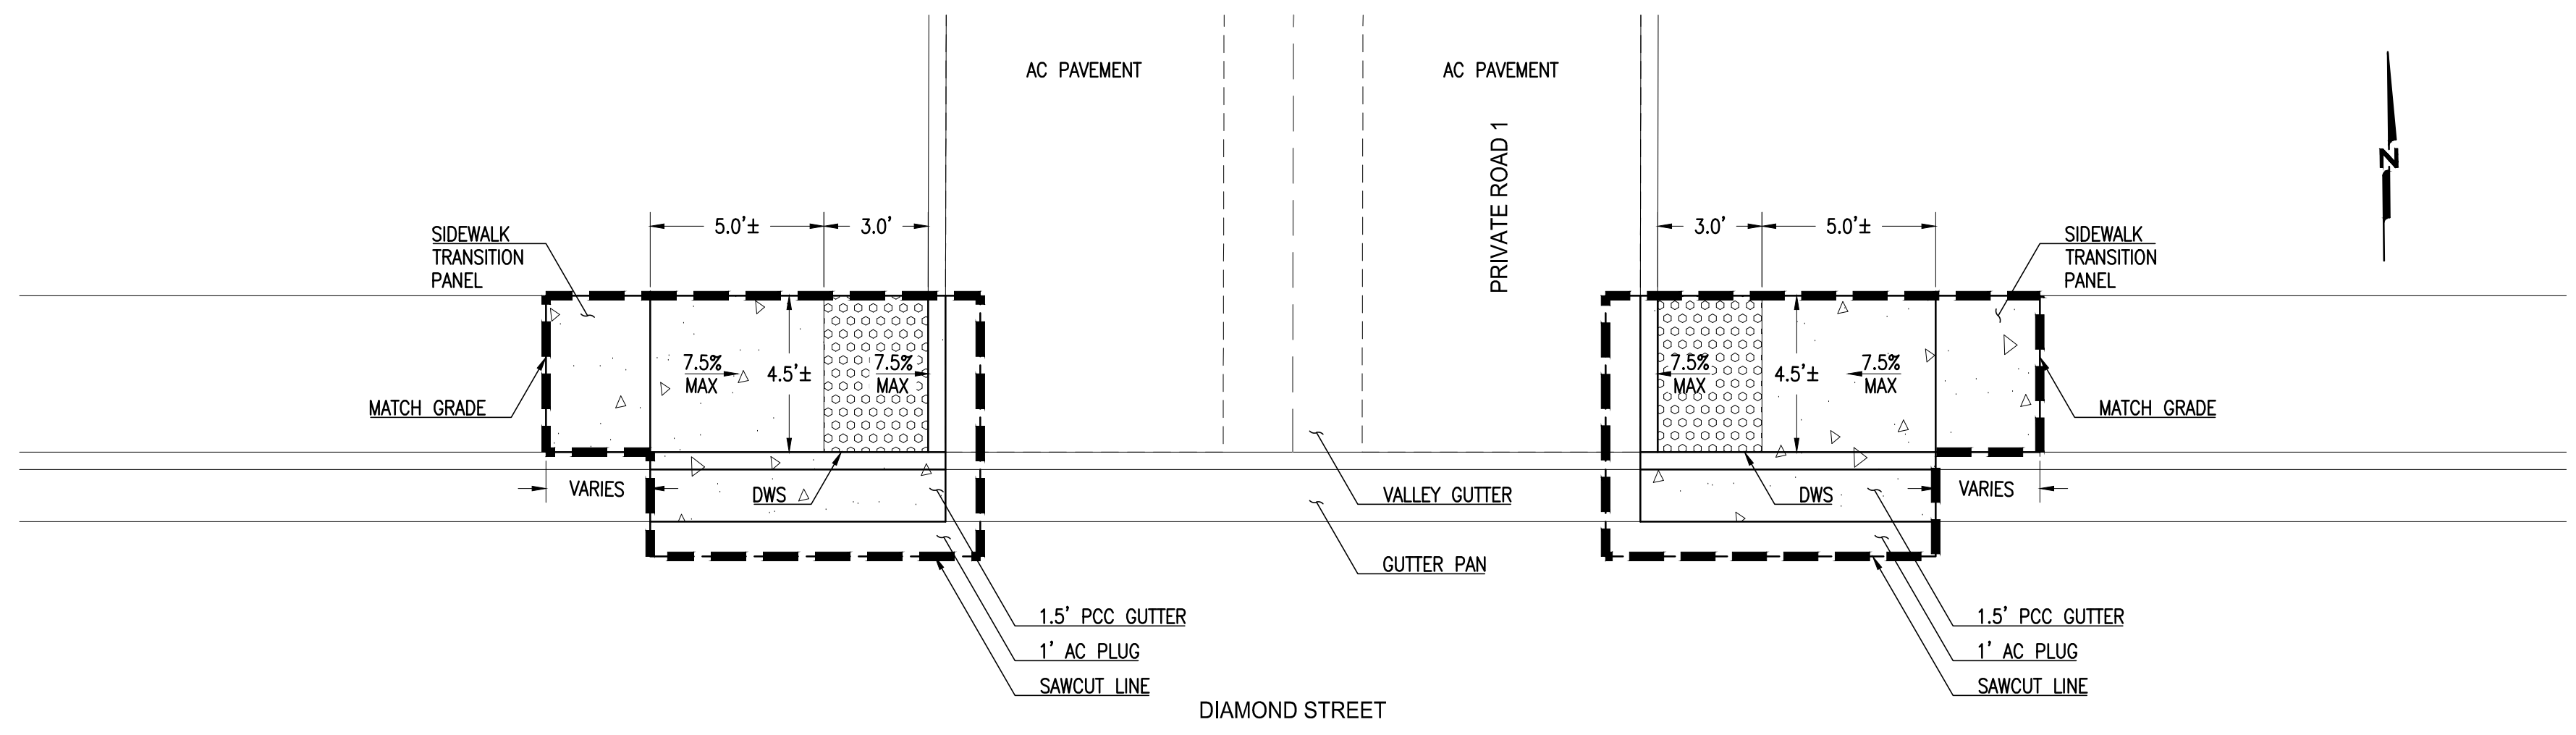 AC PAVEMENT
AC PAVEMENT
PRIVATE ROAD 1
N
SIDEWALK
TRANSITION
PANEL
5.0'±
3.0'
3.0'
5.0'±
SIDEWALK
TRANSITION
PANEL
7.5%
MAX
4.5'±
7.5%
MAX
7.5%
MAX
4.5'±
7.5%
MAX
MATCH GRADE
MATCH GRADE
VARIES
DWS
VALLEY GUTTER
DWS
VARIES
GUTTER PAN
1.5' PCC GUTTER
1' AC PLUG
SAWCUT LINE
1.5' PCC GUTTER
1' AC PLUG
SAWCUT LINE
DIAMOND STREET